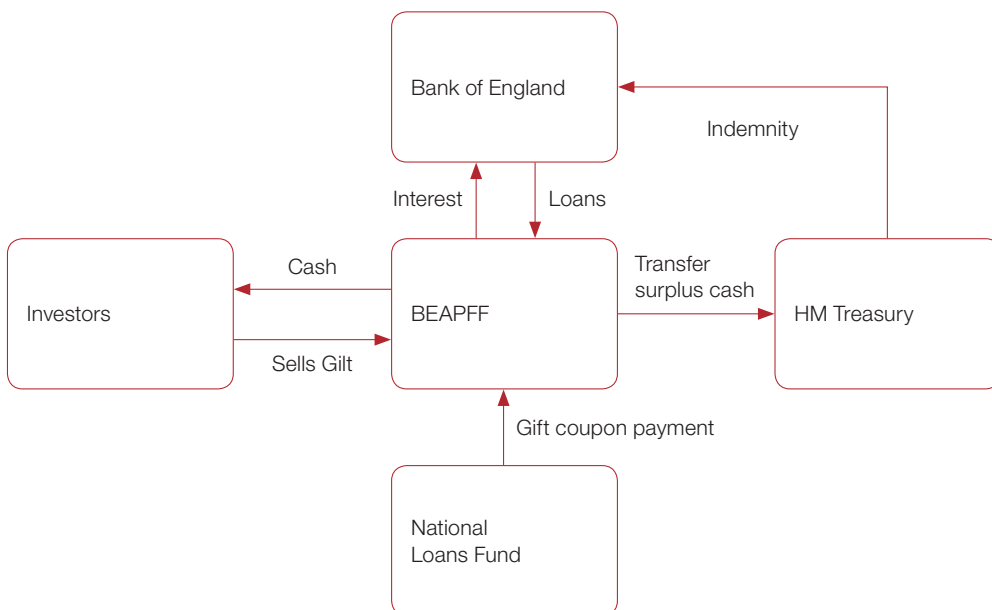 Bank of England
Indemnity
Interest
Loans
Cash
Transfer
surplus cash
Investors
BEAPFF
HM Treasury
Sells Gilt
Gift coupon payment
National
Loans Fund